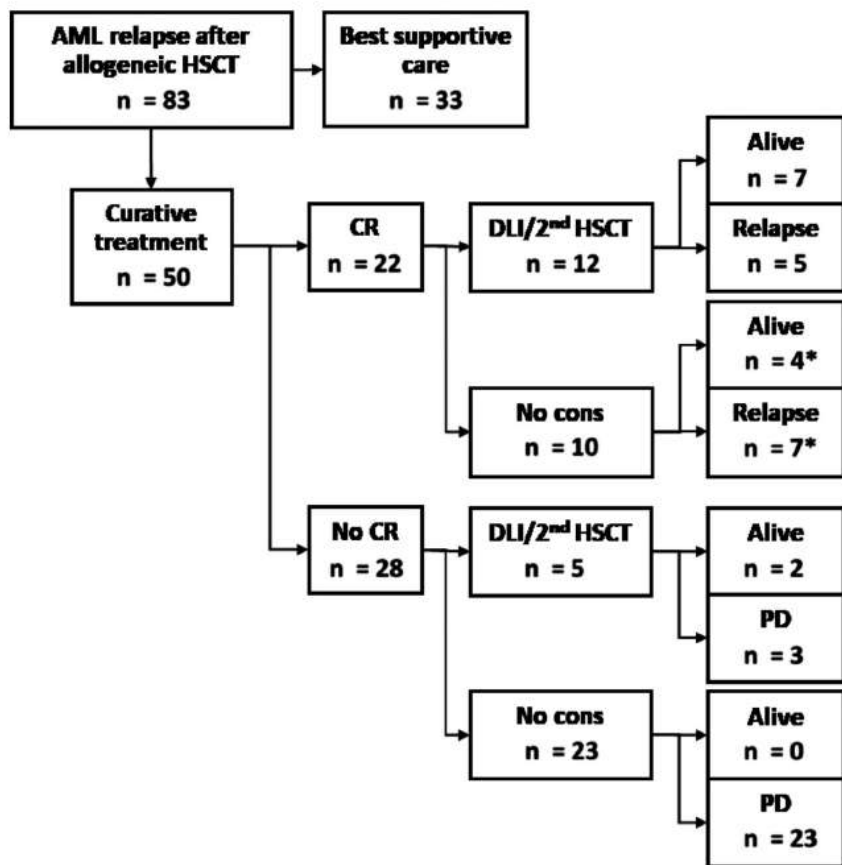 AML relapse after
allogeneic HSCT
n = 83
Best supportive
care
n = 33
Curative
treatment
n = 50
CR
n = 22
DLI/2nd HSCT
n = 12
Alive
n = 7
Relapse
n = 5
No cons
n = 10
Alive
n = 4*
Relapse
n = 7*
No CR
n = 28
DLI/2nd HSCT
n = 5
Alive
n = 2
PD
n = 3
No cons
n = 23
Alive
n = 0
PD
n = 23